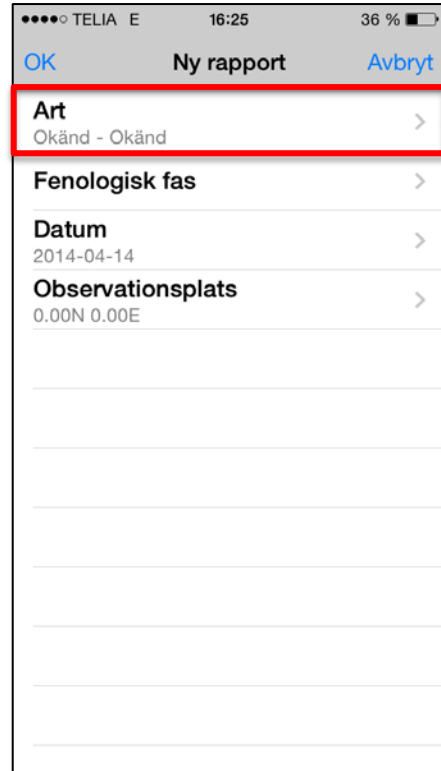 TELIA E 16:25 36 %
OK Ny rapport Avbryt
Art
Okänd - Okänd
Fenologisk fas
Datum
2014-04-14
Observationsplats
0.00N 0.00E